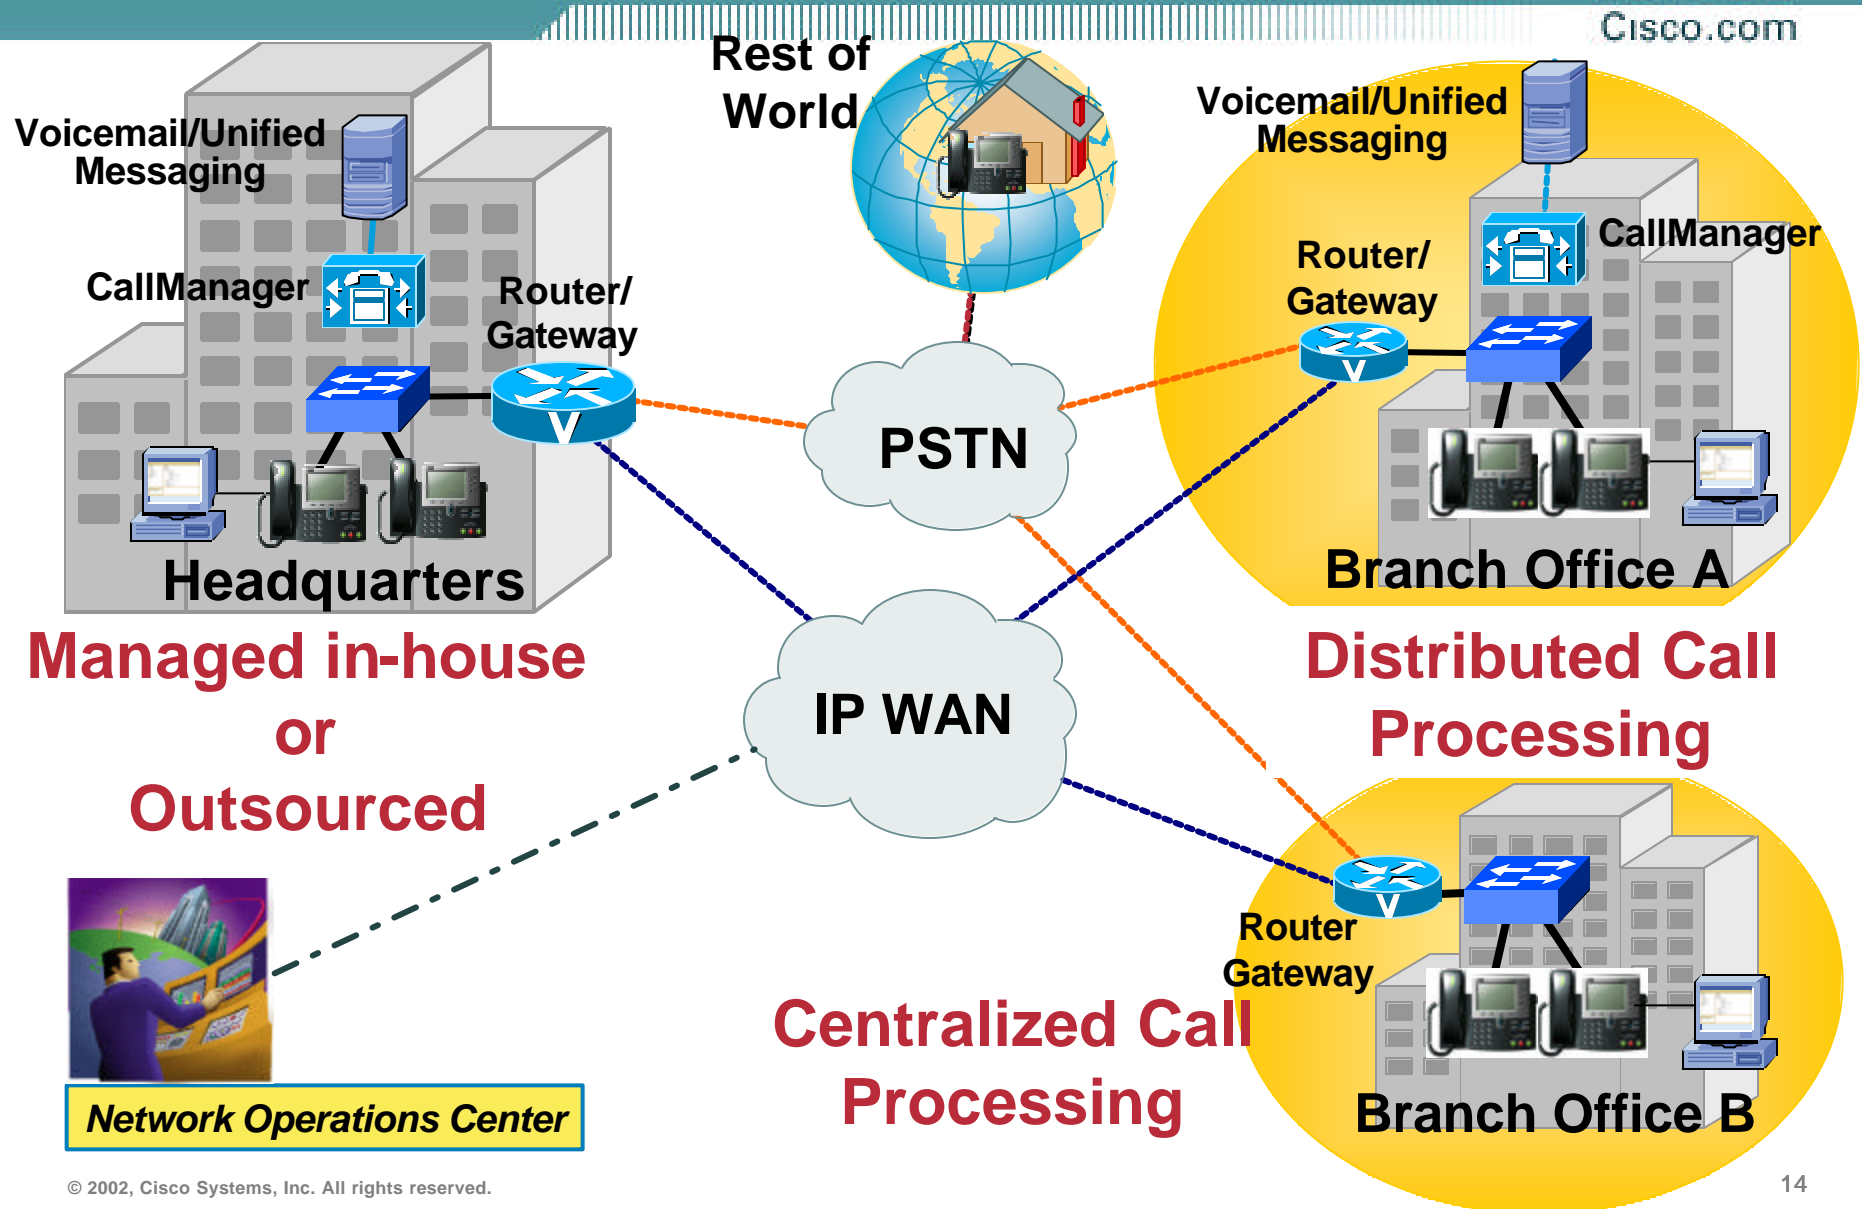 Cisco.com
Rest of
World
Voicemail/Unified
Messaging
CallManager
Router/
Gateway
Headquarters
Managed in-house
or
Outsourced
PSTN
IP WAN
Voicemail/Unified
Messaging
CallManager
Router/
Gateway
V
V
Branch Office A
Distributed Call
Processing
Router
Gateway
V
Branch Office B
Centralized Call
Processing
Network Operations Center
© 2002, Cisco Systems, Inc. All rights reserved.
14